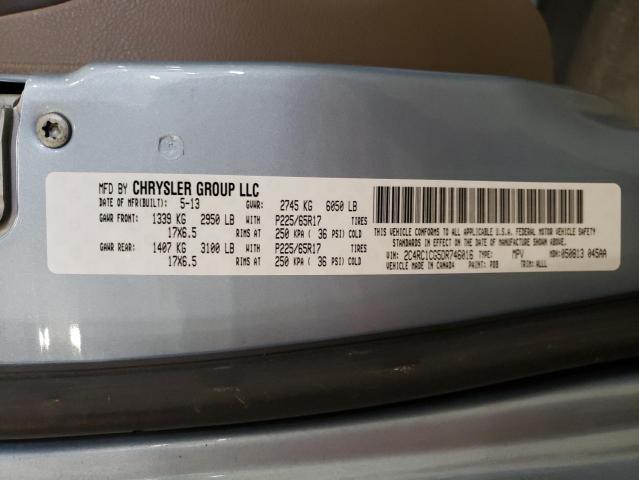 MFD BY CHRYSLER GROUP LLC
DATE OF MFR(BUILT): 5-13 GVWR: 2745 KG 6050 LB
GAWR FRONT: 1339 KG 2950 LB WITH P225/65R17 TIRES
17X6.5 RIMS AT 250 KPA ( 36 PSI) COLD
GAWR REAR: 1407 KG 3100 LB WITH P225/65R17 TIRES
17X6.5 RIMS AT 250 KPA ( 36 PSI) COLD
THIS VEHICLE CONFORMS TO ALL APPLICABLE U.S.A. FEDERAL MOTOR VEHICLE SAFETY
STANDARDS IN EFFECT ON THE DATE OF MANUFACTURE SHOWN ABOVE.
VIN: 2C4RC1CG5DR746016 TYPE: MPV MDH: 050813 045AA
VEHICLE MADE IN CANADA PAINT: PDB TRIM: ALLL